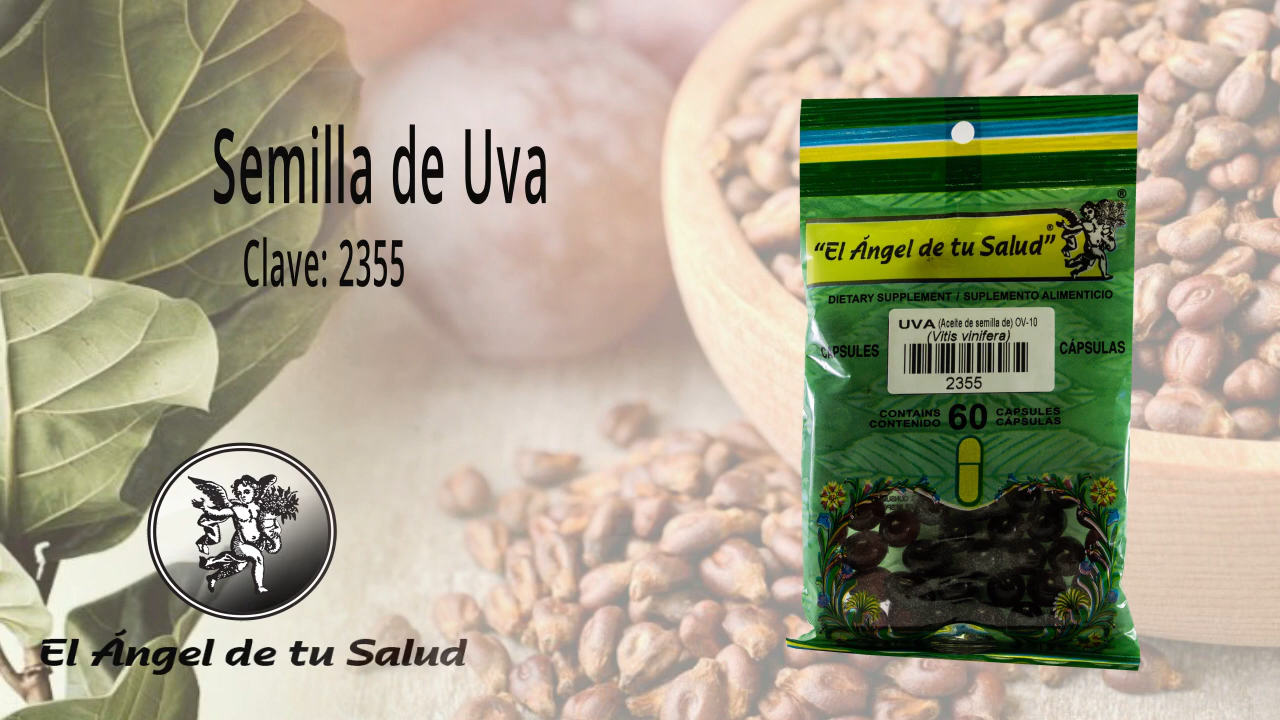 Semilla de Uva
Clave: 2355
El Ángel de tu Salud
®
®
“El Ángel de tu Salud”
DIETARY SUPPLEMENT / SUPLEMENTO ALIMENTICIO
UVA (Aceite de semilla de) OV-10
(Vitis vinifera)
CAPSULES
CÁPSULAS
2355
CONTAINS 60 CAPSULES
CONTENIDO CÁPSULAS